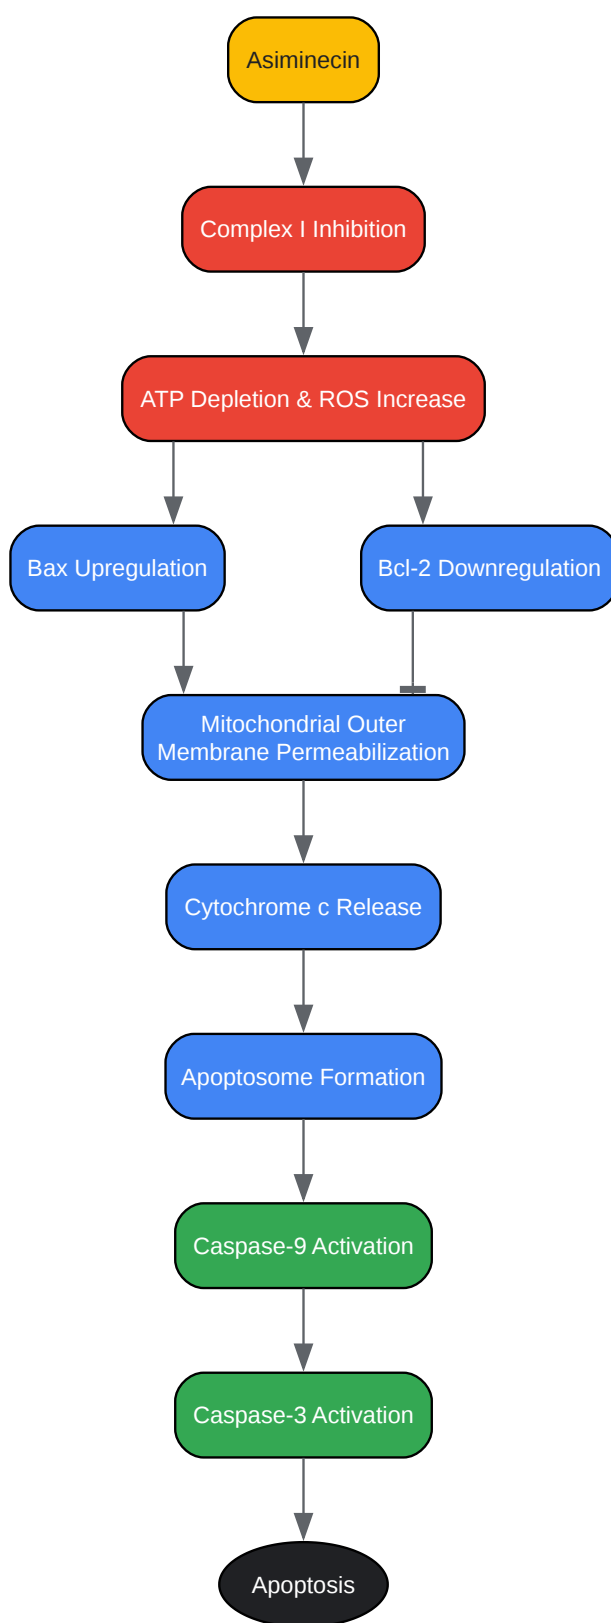 Asiminecin
Complex I Inhibition
ATP Depletion & ROS Increase
Bax Upregulation
Bcl-2 Downregulation
Mitochondrial Outer
Membrane Permeabilization
Cytochrome c Release
Apoptosome Formation
Caspase-9 Activation
Caspase-3 Activation
Apoptosis